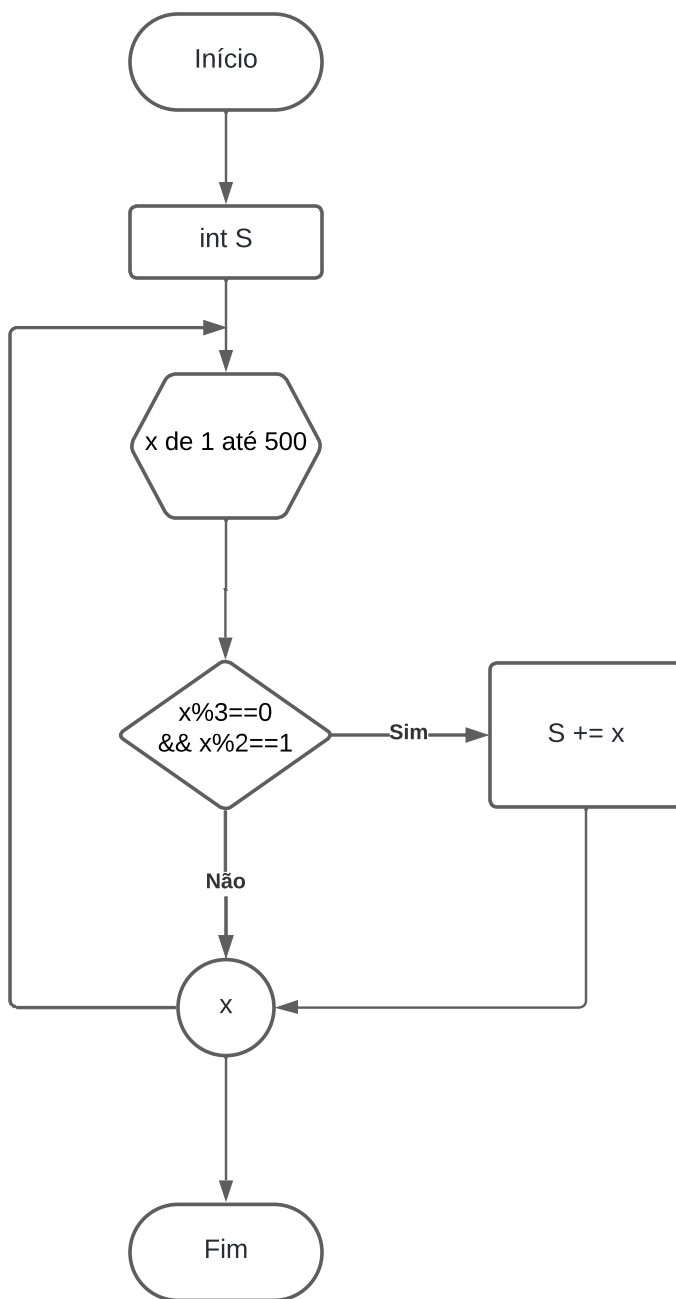 Início
int S
x de 1 até 500
x%3==0
&& x%2==1
Sim
S += x
Não
x
Fim